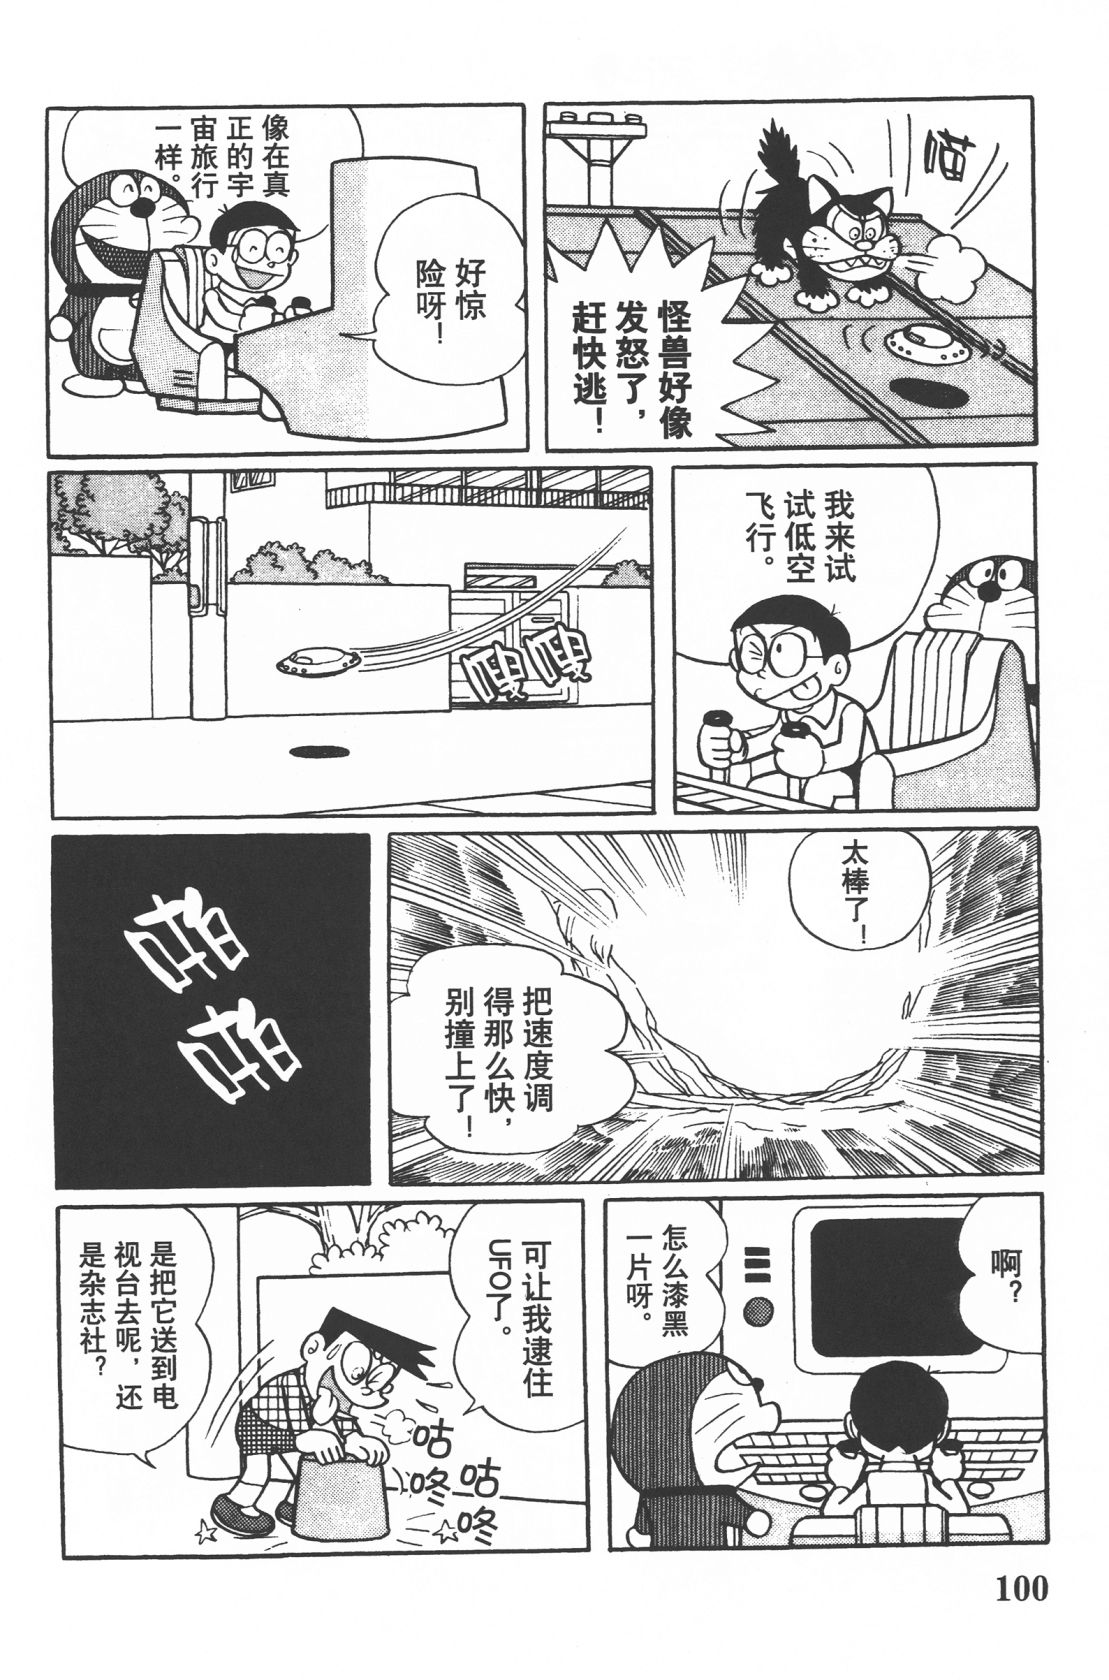 喵
怪兽好像
发怒了，
赶快逃！
好惊
险呀！
像在真
正的宇
宙旅行
一样。
我来试
试低空
飞行。
嗖嗖
太棒了！
把速度调
得那么快，
别撞上了！
啊？
怎么漆黑
一片呀。
可让我逮住
UFO了。
咕咚
咕咚
是把它送到电
视台去呢，还
是杂志社？
100